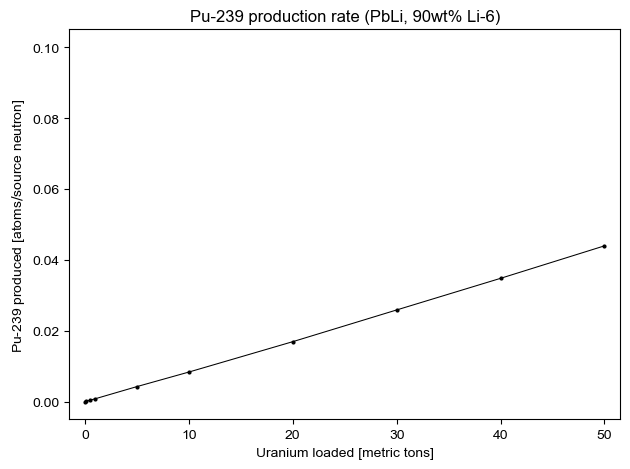 Pu-239 production rate (PbLi, 90wt% Li-6)
0.10
0.08
0.06
0.04
0.02
0.00
Pu-239 produced [atoms/source neutron]
0 10 20 30 40 50
Uranium loaded [metric tons]